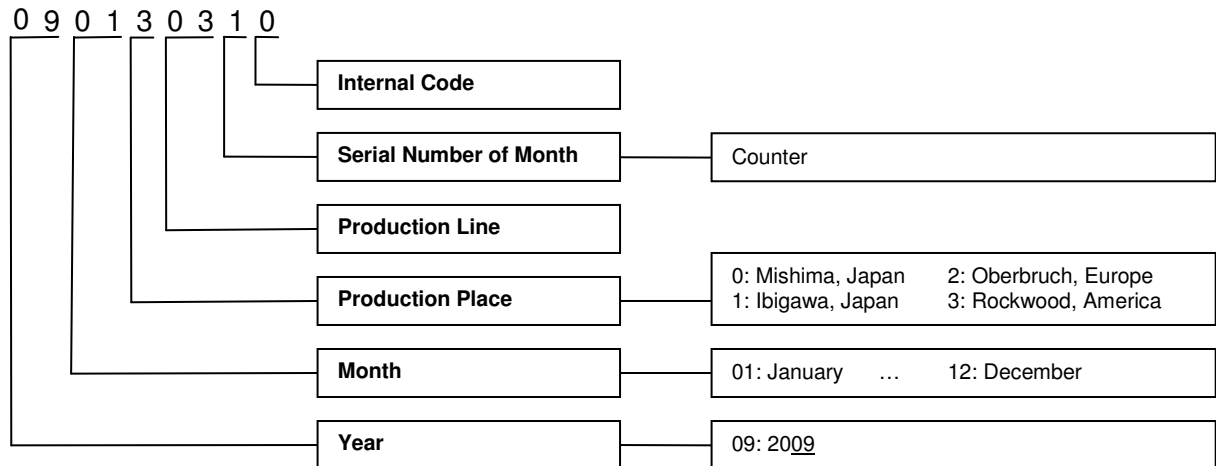 0 9 0 1 3 0 3 1 0
Internal Code
Serial Number of Month
Counter
Production Line
Production Place
0: Mishima, Japan 2: Oberbruch, Europe
1: Ibigawa, Japan 3: Rockwood, America
Month
01: January … 12: December
Year
09: 2009